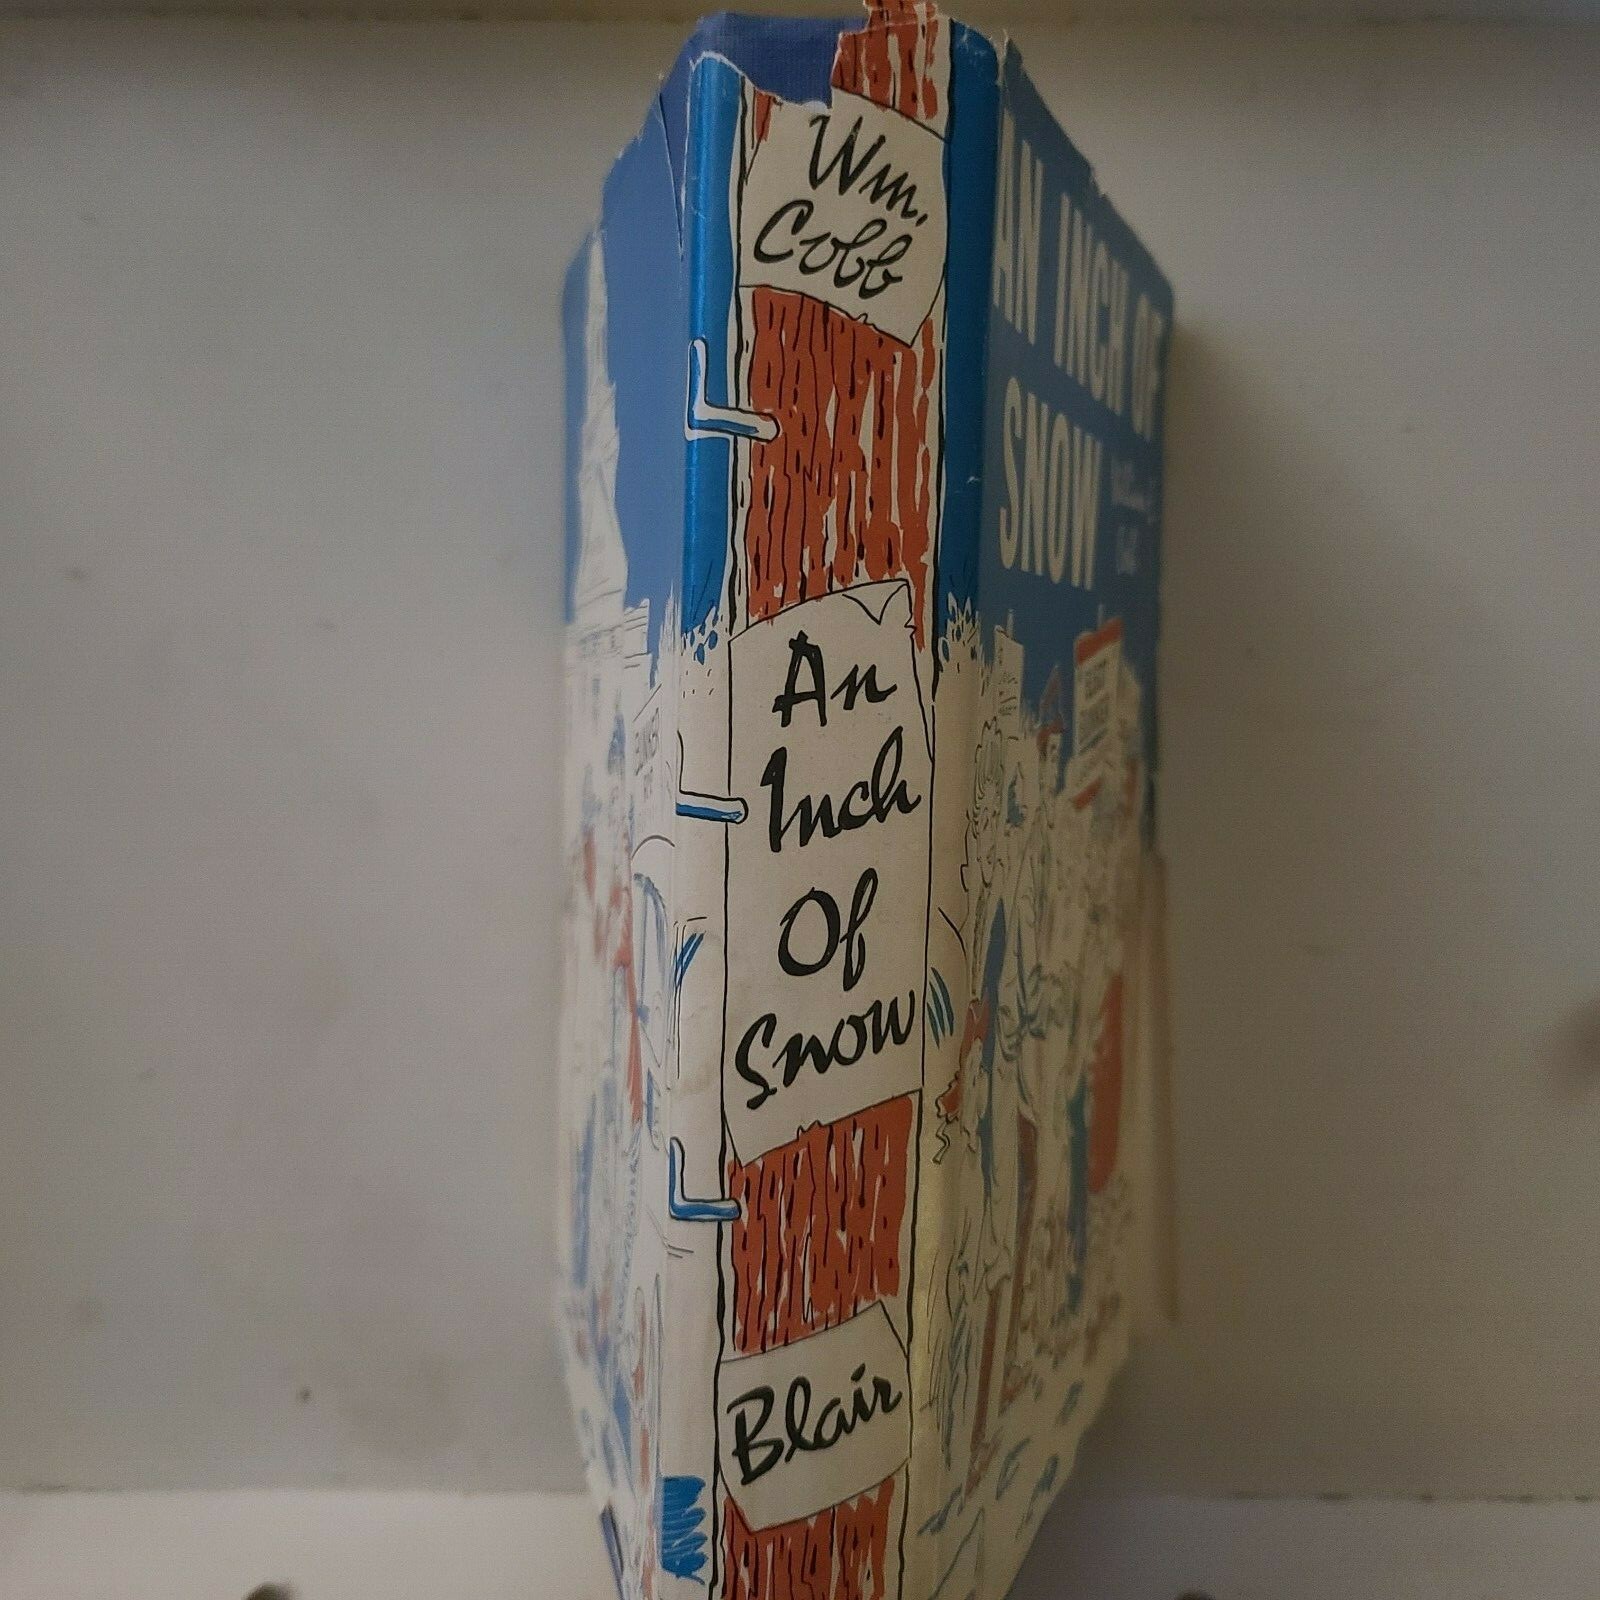 Wm.
Cobb
An
Inch
Of
Snow
Blair
AN INCH OF
SNOW